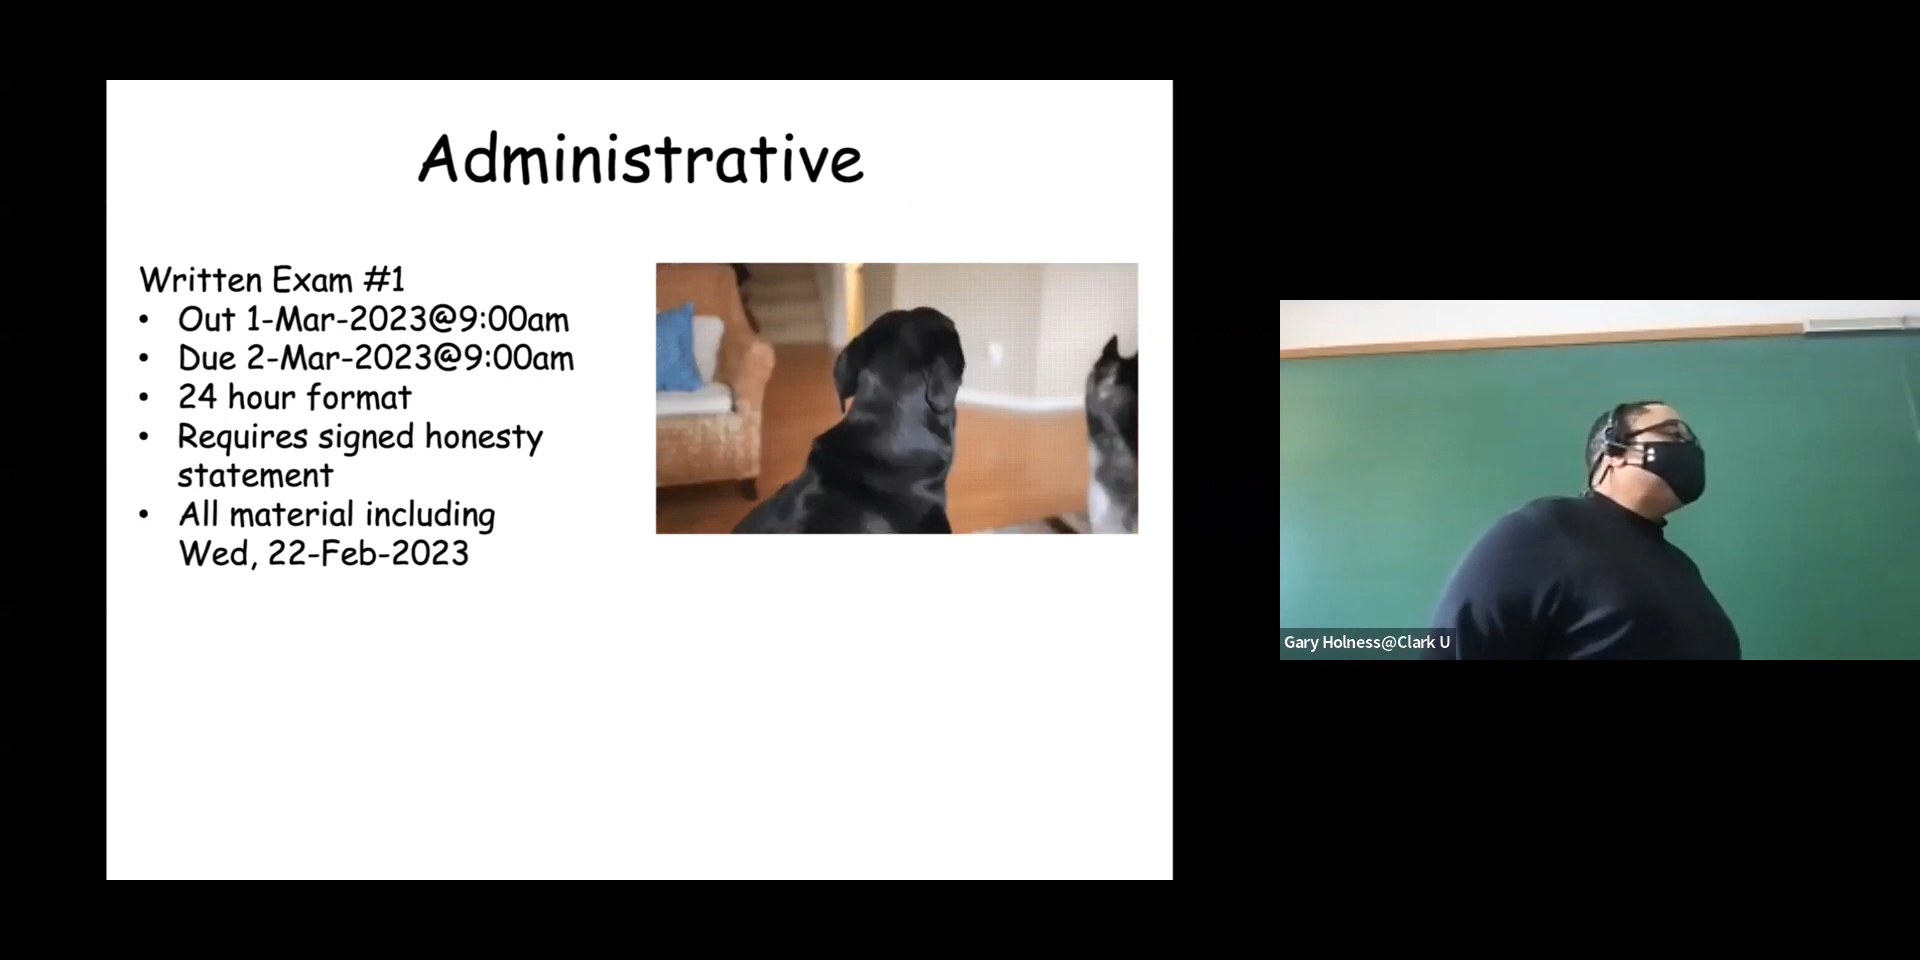 Administrative
Written Exam #1
• Out 1-Mar-2023@9:00am
• Due 2-Mar-2023@9:00am
• 24 hour format
• Requires signed honesty
statement
• All material including
Wed, 22-Feb-2023
Gary Holness@Clark U